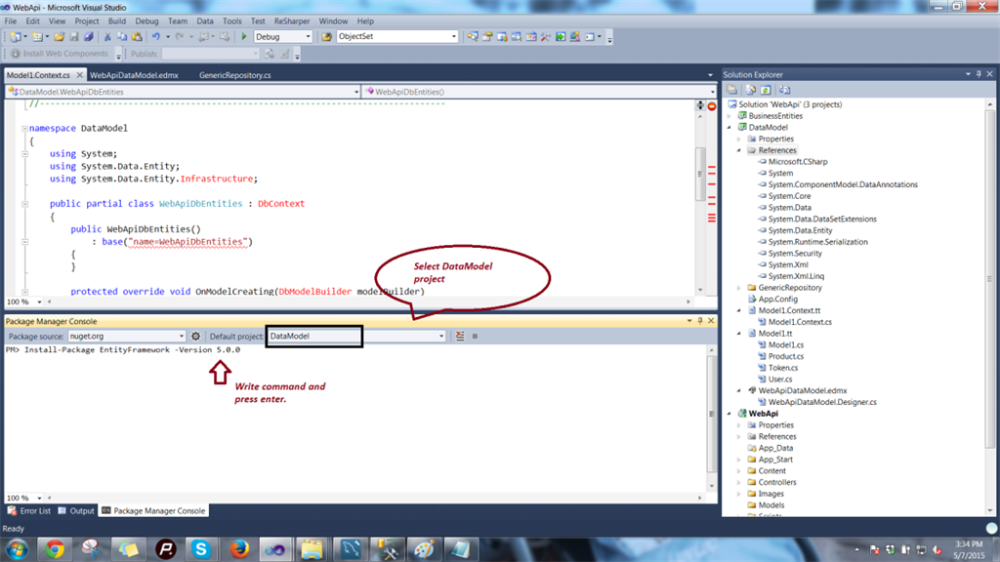 WebApi - Microsoft Visual Studio
File Edit View Project Build Debug Team Data Tools Test ReSharper Window Help
Debug ObjectSet
Install Web Components Publish:
Model1.Context.cs WebApiDataModel.edmx GenericRepository.cs
DataModel.WebApiDbEntities WebApiDbEntities()
//------------------------------------------------------------------------------
namespace DataModel
{
using System;
using System.Data.Entity;
using System.Data.Entity.Infrastructure;
public partial class WebApiDbEntities : DbContext
{
public WebApiDbEntities()
: base("name=WebApiDbEntities")
{
}
protected override void OnModelCreating(DbModelBuilder modelBuilder)
100 %
Select DataModel
project
Package Manager Console
Package source: nuget.org Default project: DataModel
PM> Install-Package EntityFramework -Version 5.0.0
Write command and
press enter.
100 %
Error List Output Package Manager Console
Ready
Solution Explorer
Solution 'WebApi' (3 projects)
BusinessEntities
DataModel
Properties
References
Microsoft.CSharp
System
System.ComponentModel.DataAnnotations
System.Core
System.Data
System.Data.DataSetExtensions
System.Data.Entity
System.Runtime.Serialization
System.Security
System.Xml
System.Xml.Linq
GenericRepository
App.Config
Model1.Context.tt
Model1.Context.cs
Model1.tt
Model1.cs
Product.cs
Token.cs
User.cs
WebApiDataModel.edmx
WebApiDataModel.Designer.cs
WebApi
Properties
References
App_Data
App_Start
Content
Controllers
Images
Models
Scripts
3:34 PM
5/7/2015